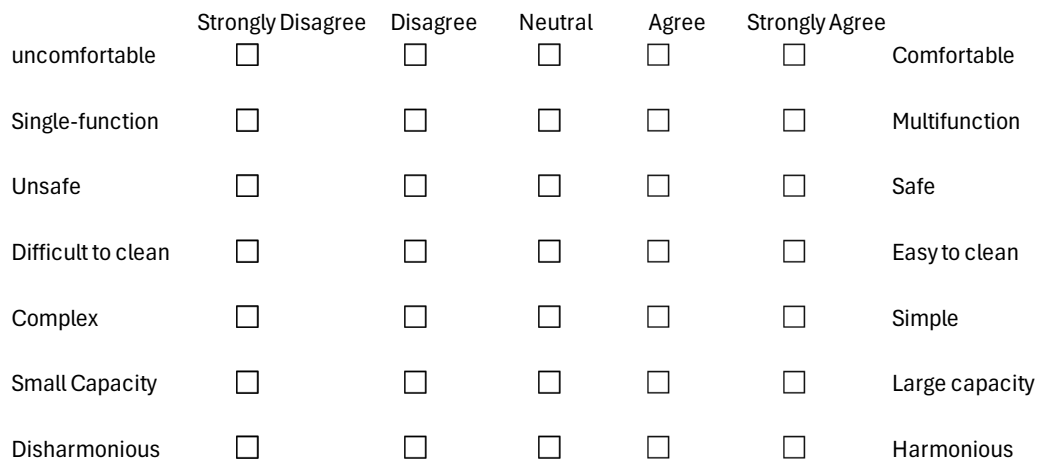 Strongly Disagree Disagree Neutral Agree Strongly Agree
uncomfortable Comfortable
Single-function Multifunction
Unsafe Safe
Difficult to clean Easy to clean
Complex Simple
Small Capacity Large capacity
Disharmonious Harmonious